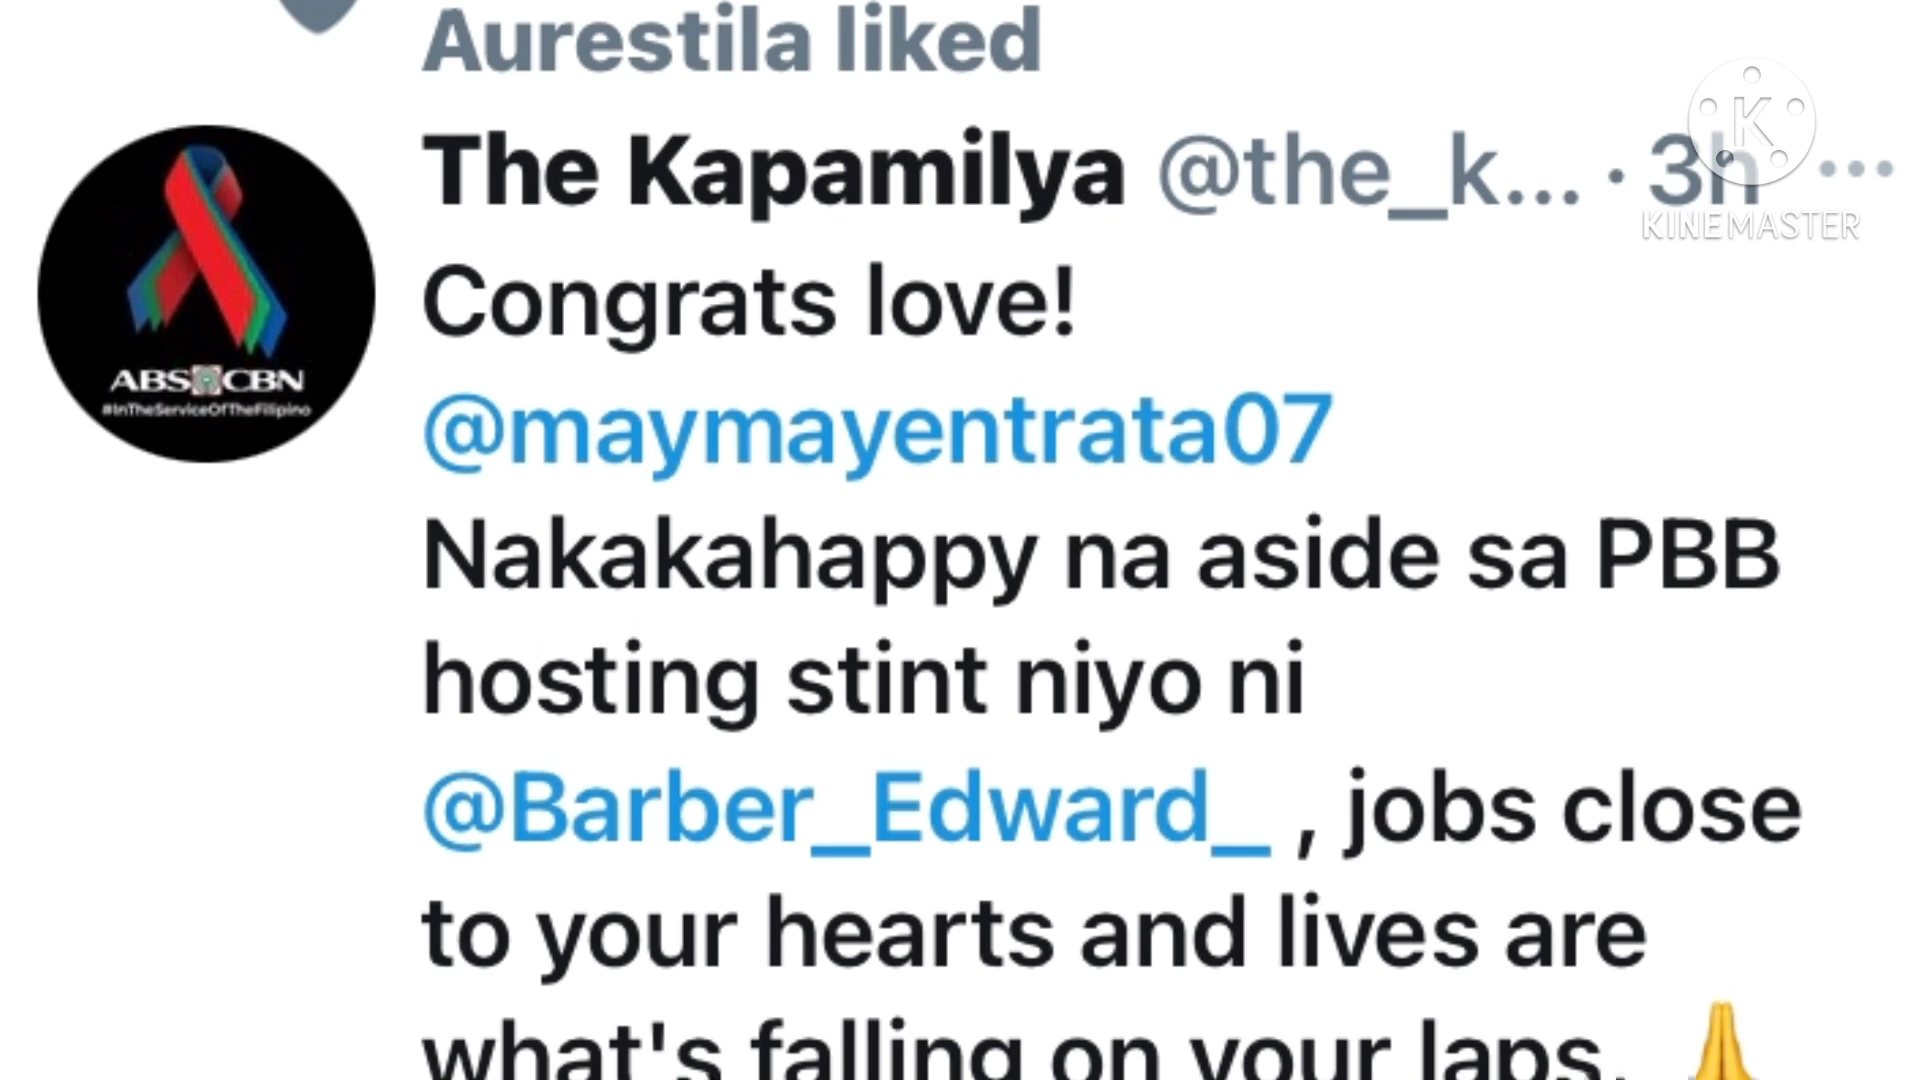 Aurestila liked
The Kapamilya @the_k... · 3h ...
KINEMASTER
Congrats love!
@maymayentrata07
Nakakahappy na aside sa PBB
hosting stint niyo ni
@Barber_Edward_ , jobs close
to your hearts and lives are
what's falling on your laps. 🙏
ABS CBN
#InTheServiceOfTheFilipino
K